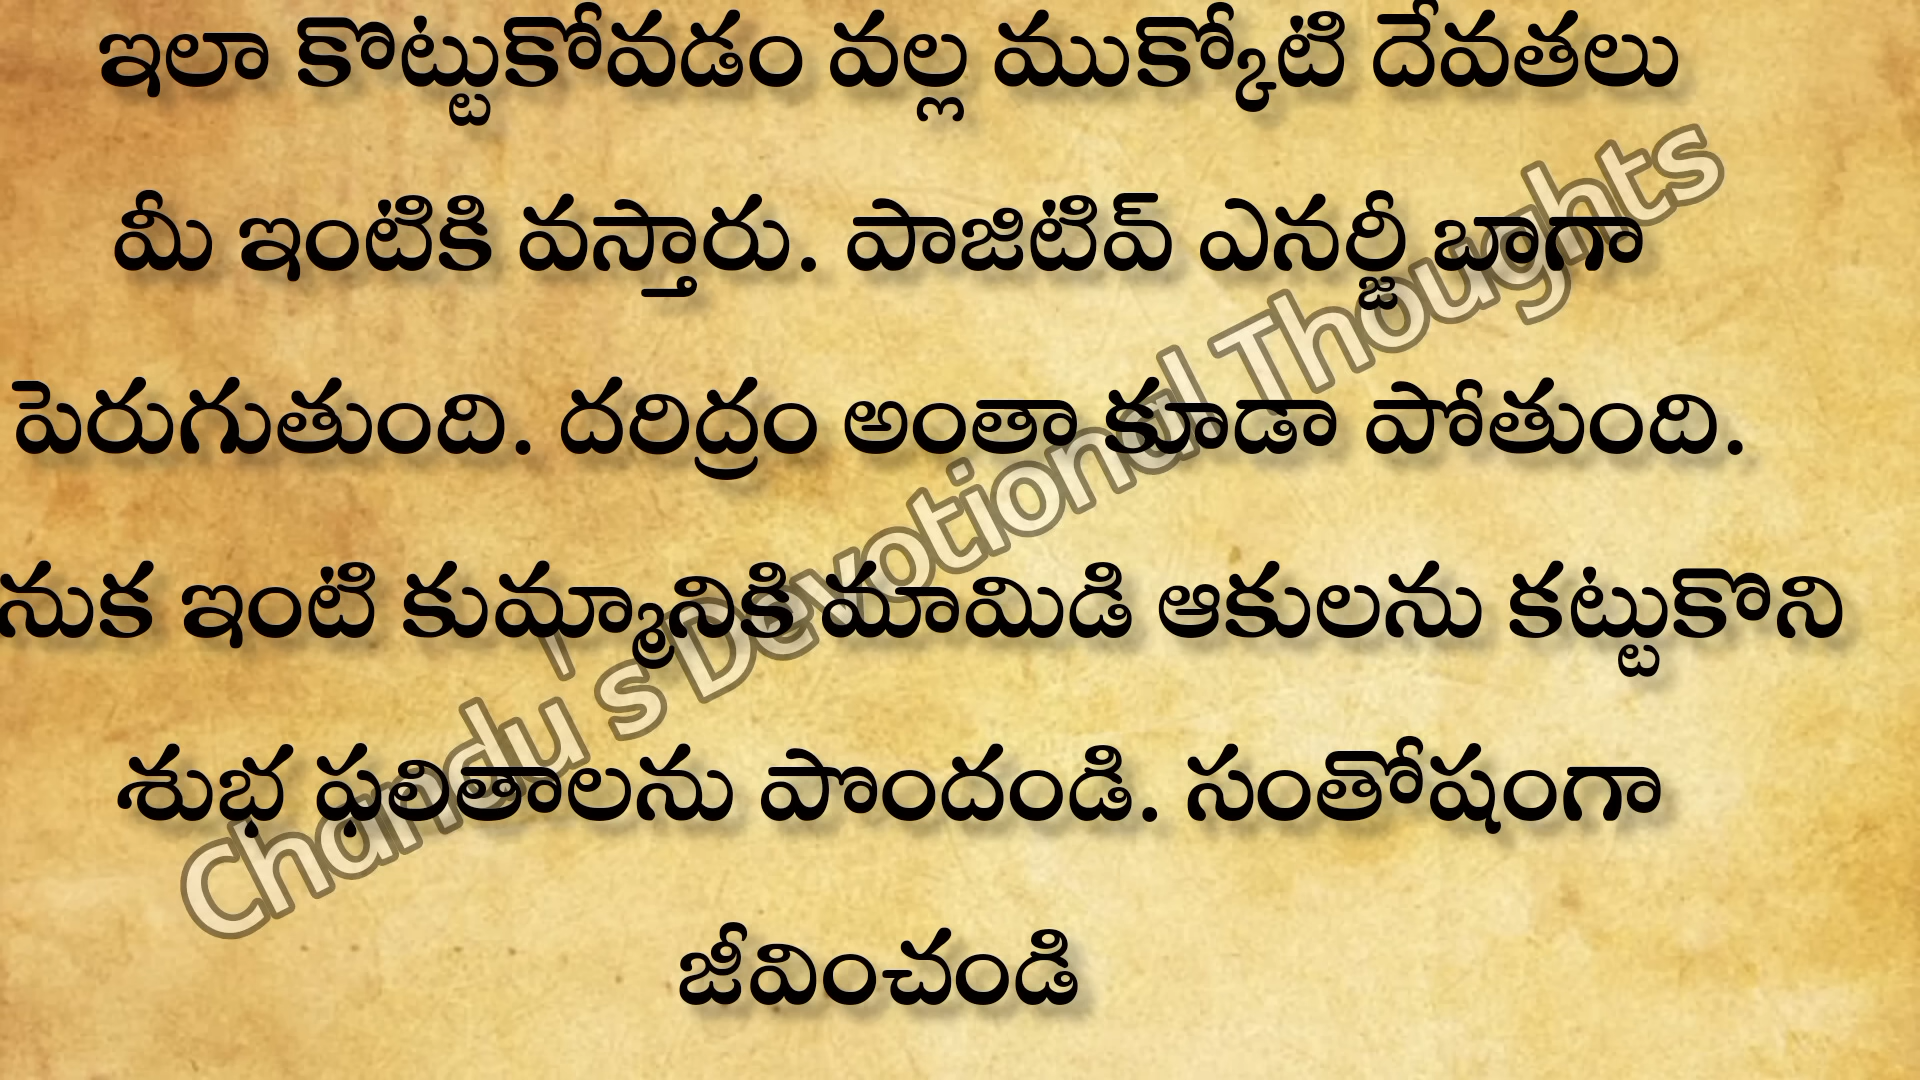 ఇలా కొట్టుకోవడం వల్ల ముక్కోటి దేవతలు
మీ ఇంటికి వస్తారు. పాజిటివ్ ఎనర్జీ బాగా
పెరుగుతుంది. దరిద్రం అంతా కూడా పోతుంది.
నుక ఇంటి కుమ్మానికి మామిడి ఆకులను కట్టుకొని
శుభ ఫలితాలను పొందండి. సంతోషంగా
జీవించండి
Chandu's Devotional Thoughts